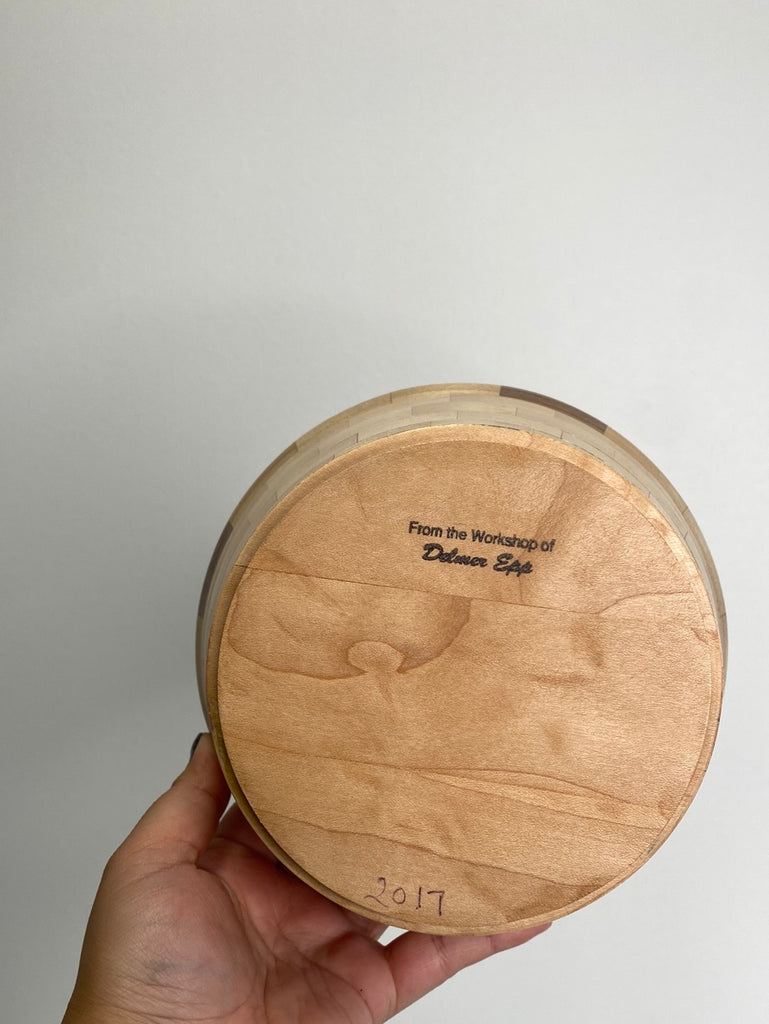 From the Workshop of
Delmer Epp
2017